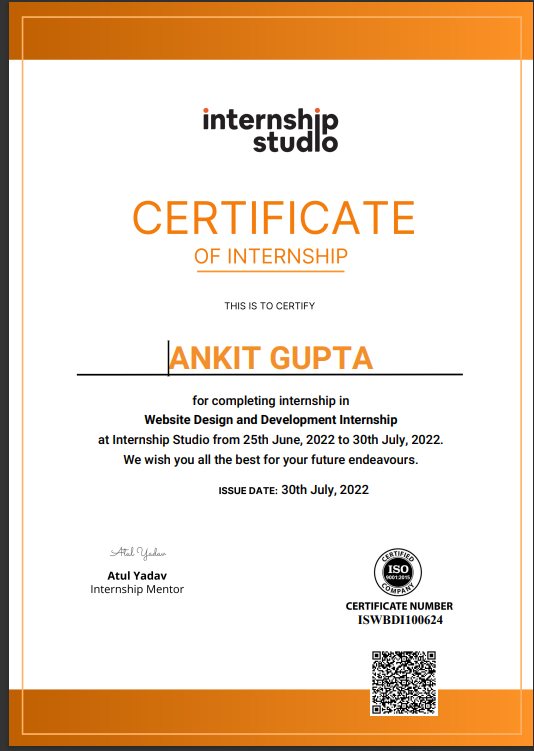 internship
studio
CERTIFICATE
OF INTERNSHIP
THIS IS TO CERTIFY
ANKIT GUPTA
for completing internship in
Website Design and Development Internship
at Internship Studio from 25th June, 2022 to 30th July, 2022.
We wish you all the best for your future endeavours.
ISSUE DATE: 30th July, 2022
Atul Yadav
Atul Yadav
Internship Mentor
CERTIFIED
ISO
9001:2015
COMPANY
CERTIFICATE NUMBER
ISWBDI100624